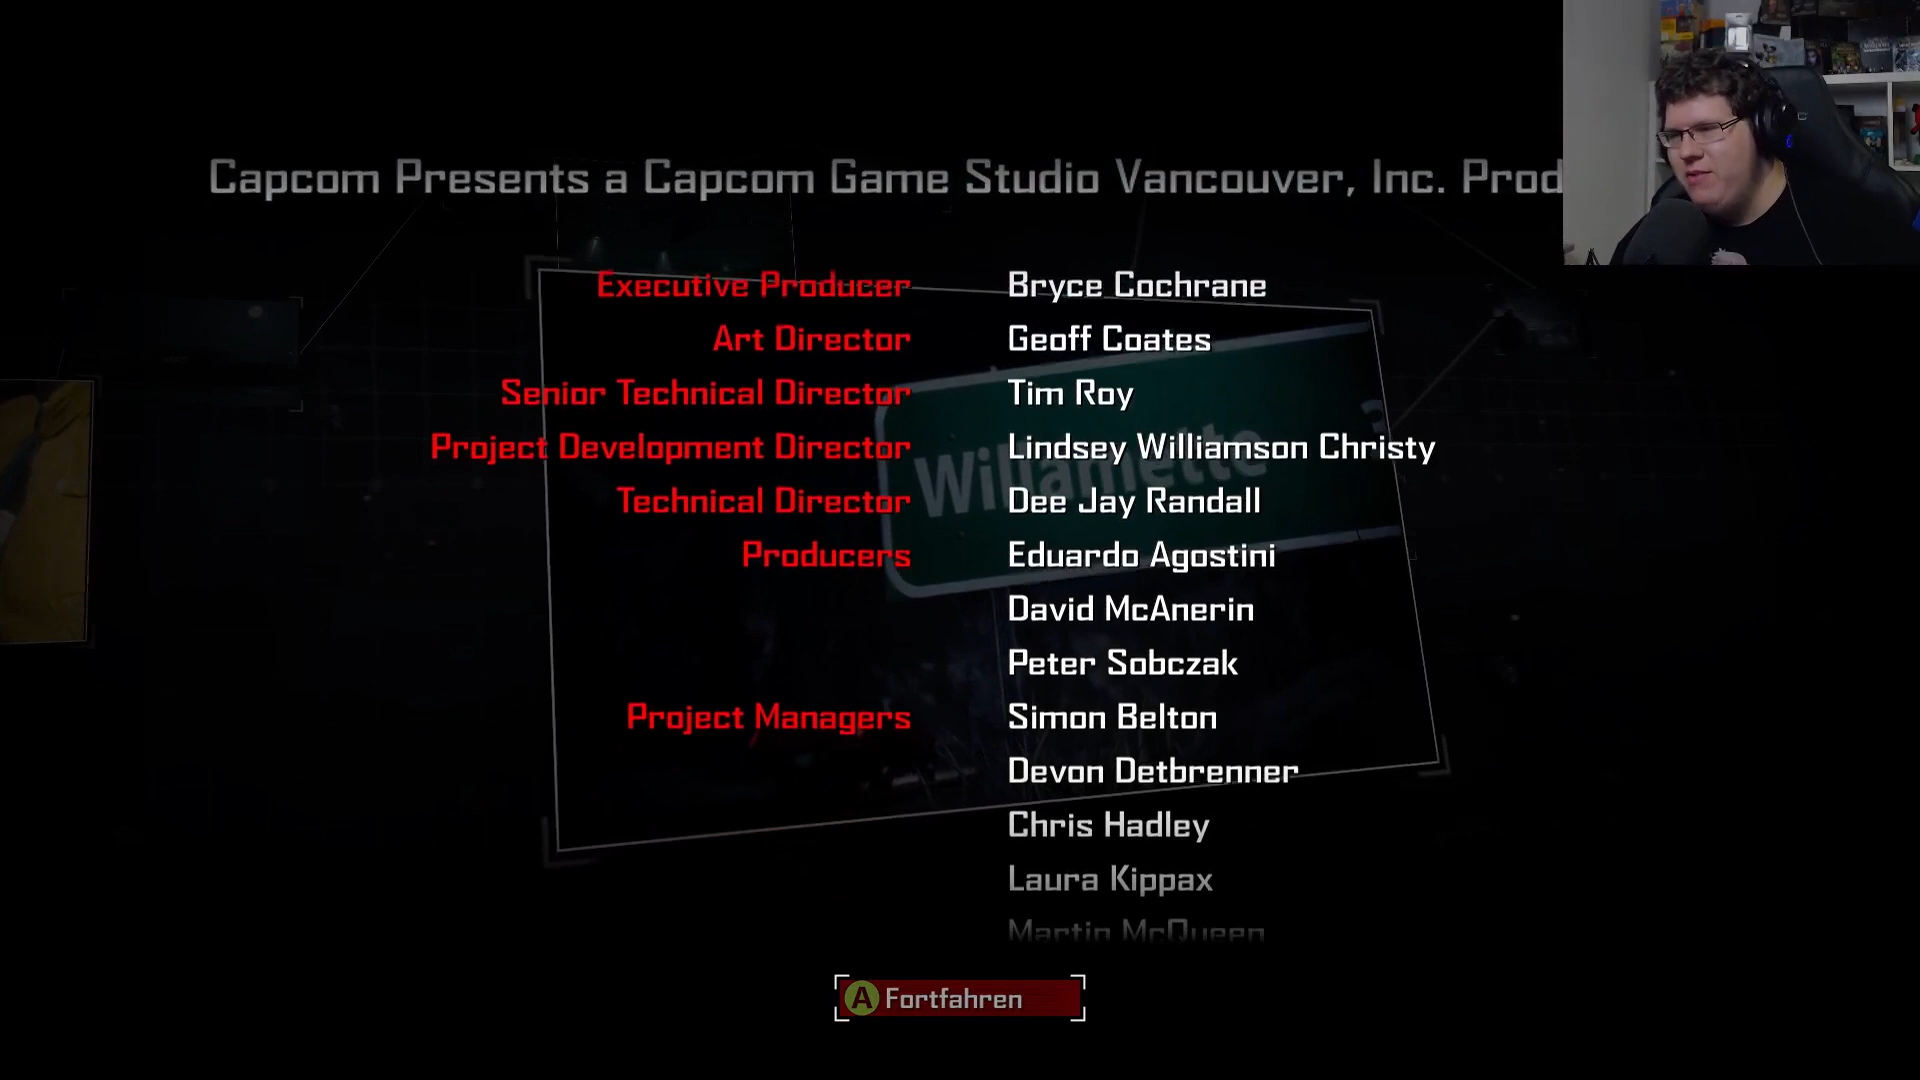 Capcom Presents a Capcom Game Studio Vancouver, Inc. Prod
Executive Producer Bryce Cochrane
Art Director Geoff Coates
Senior Technical Director Tim Roy
Project Development Director Lindsey Williamson Christy
Willamette
Technical Director Dee Jay Randall
Producers Eduardo Agostini
David McAnerin
Peter Sobczak
Project Managers Simon Belton
Devon Detbrenner
Chris Hadley
Laura Kippax
Martin McQueen
A Fortfahren